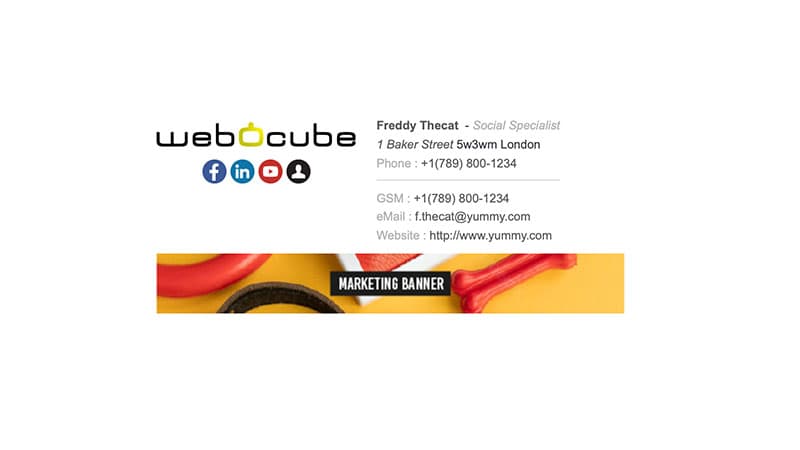 webcube
Freddy Thecat - Social Specialist
1 Baker Street 5w3wm London
Phone : +1(789) 800-1234
GSM : +1(789) 800-1234
eMail : f.thecat@yummy.com
Website : http://www.yummy.com
MARKETING BANNER